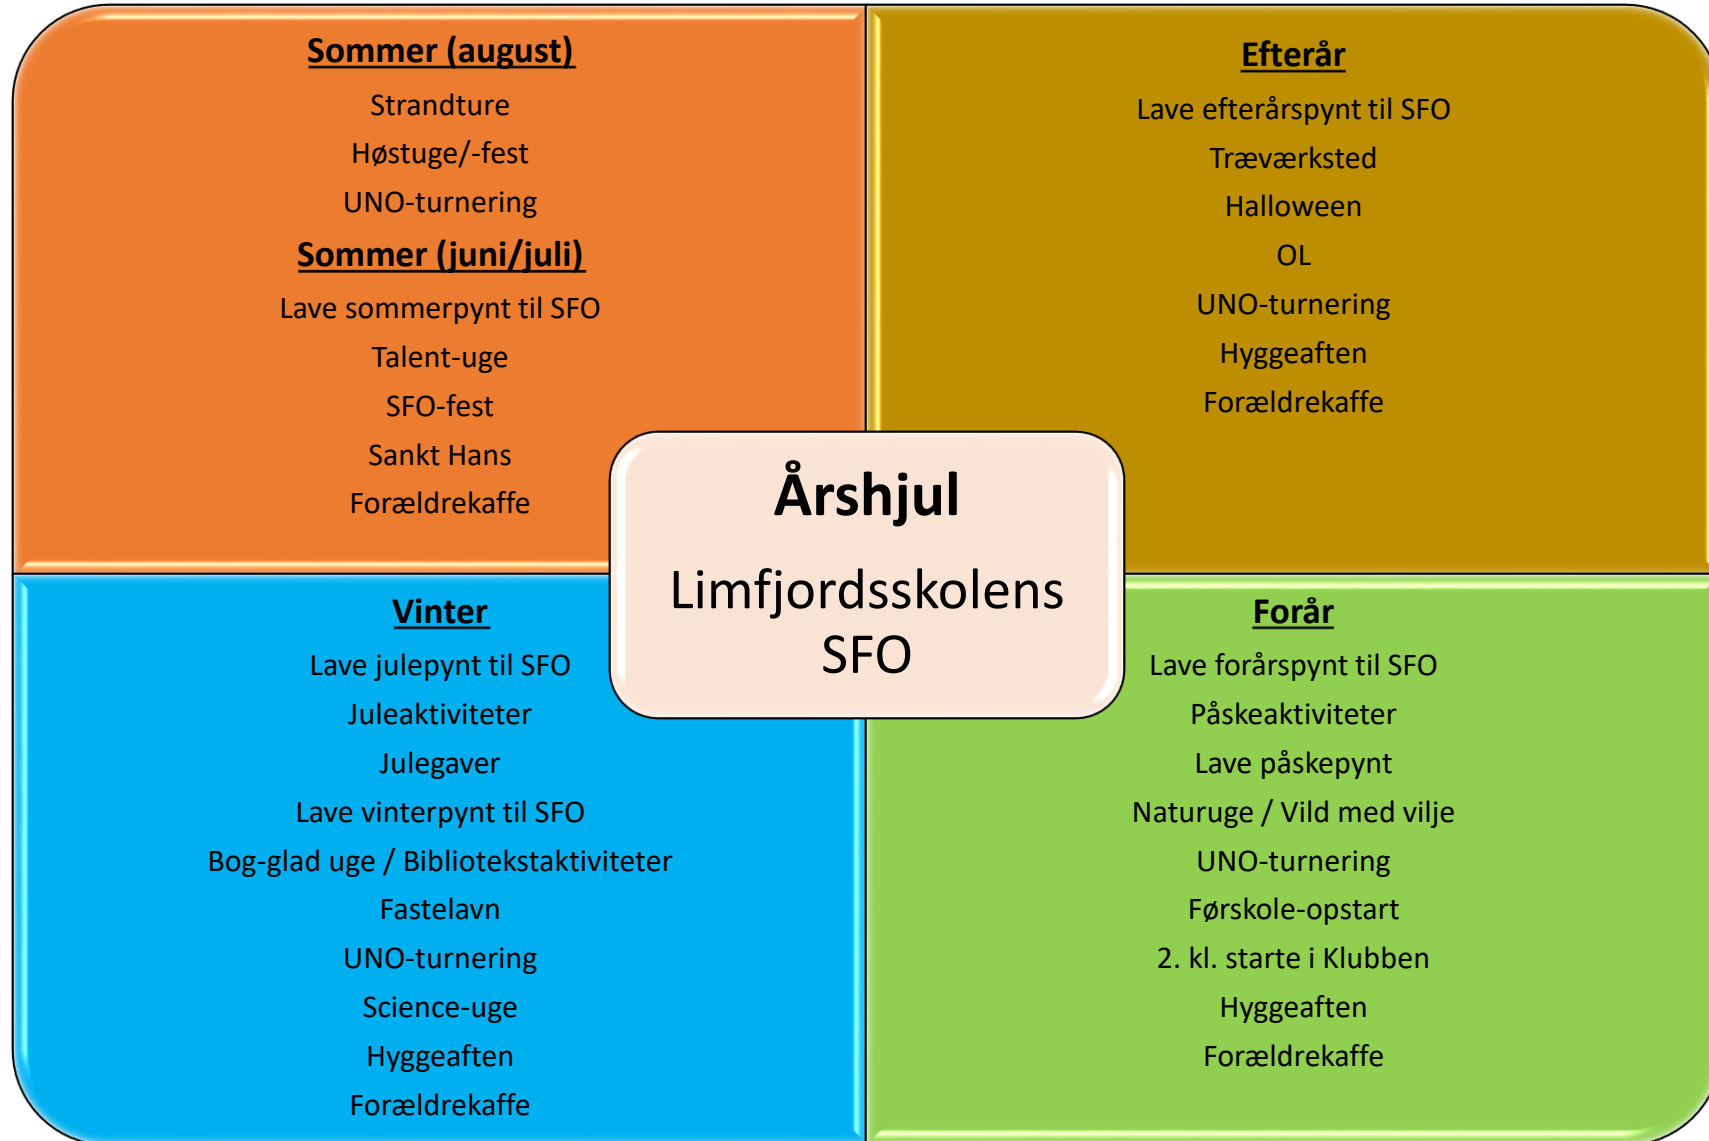 Sommer (august)
Strandture
Høstuge/-fest
UNO-turnering
Sommer (juni/juli)
Lave sommerpynt til SFO
Talent-uge
SFO-fest
Sankt Hans
Forældrekaffe
Efterår
Lave efterårspynt til SFO
Træværksted
Halloween
OL
UNO-turnering
Hyggeaften
Forældrekaffe
Årshjul
Limfjordsskolens
SFO
Vinter
Lave julepynt til SFO
Juleaktiviteter
Julegaver
Lave vinterpynt til SFO
Bog-glad uge / Bibliotekstaktiviteter
Fastelavn
UNO-turnering
Science-uge
Hyggeaften
Forældrekaffe
Forår
Lave forårspynt til SFO
Påskeaktiviteter
Lave påskepynt
Naturuge / Vild med vilje
UNO-turnering
Førskole-opstart
2. kl. starte i Klubben
Hyggeaften
Forældrekaffe